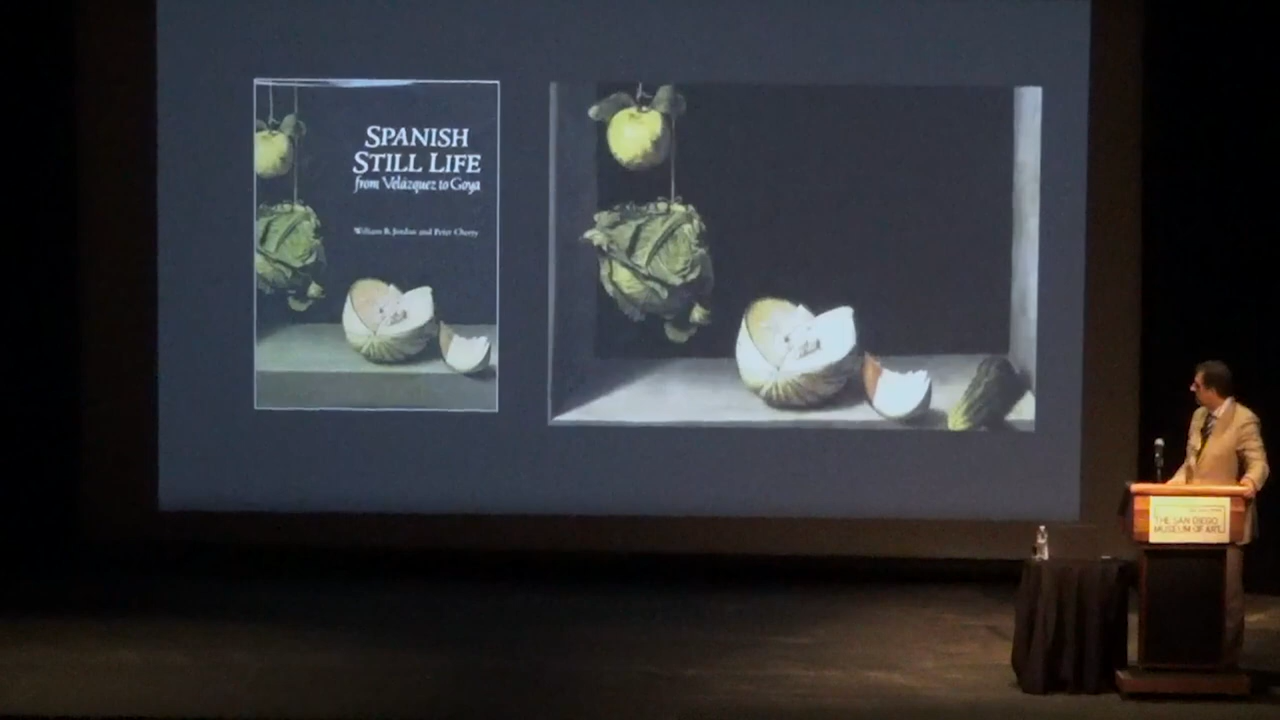 SPANISH
STILL LIFE
from Velázquez to Goya
William B. Jordan and Peter Cherry
THE SAN DIEGO
MUSEUM OF ART